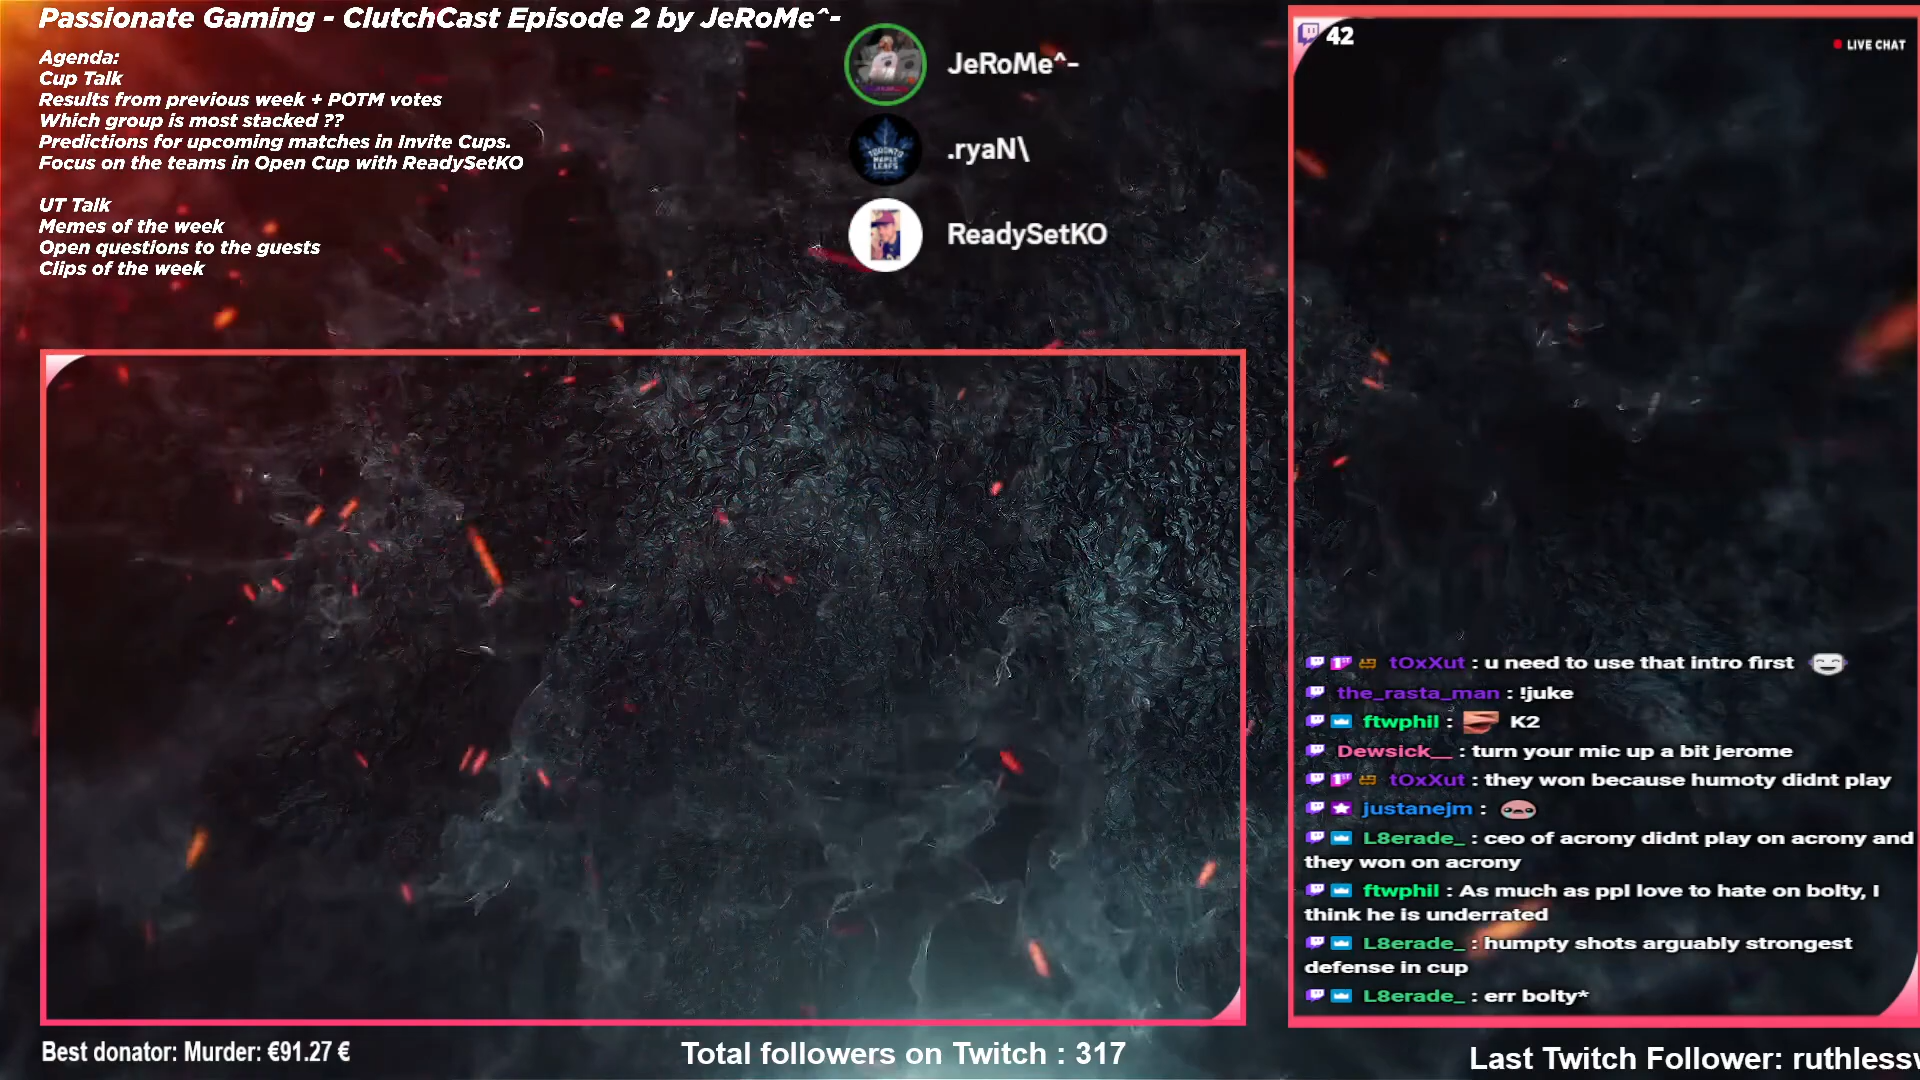 Passionate Gaming - ClutchCast Episode 2 by JeRoMe^-
Agenda:
Cup Talk
Results from previous week + POTM votes
Which group is most stacked ??
Predictions for upcoming matches in Invite Cups.
Focus on the teams in Open Cup with ReadySetKO
UT Talk
Memes of the week
Open questions to the guests
Clips of the week
JeRoMe^-
TORONTO
MAPLE
LEAFS
.ryaN\
ReadySetKO
42
LIVE CHAT
tOxXut : u need to use that intro first
the_rasta_man : !juke
ftwphil : K2
Dewsick__ : turn your mic up a bit jerome
tOxXut : they won because humoty didnt play
justanejm :
L8erade_ : ceo of acrony didnt play on acrony and
they won on acrony
ftwphil : As much as ppl love to hate on bolty, I
think he is underrated
L8erade_ : humpty shots arguably strongest
defense in cup
L8erade_ : err bolty*
Best donator: Murder: €91.27 €
Total followers on Twitch : 317
Last Twitch Follower: ruthless